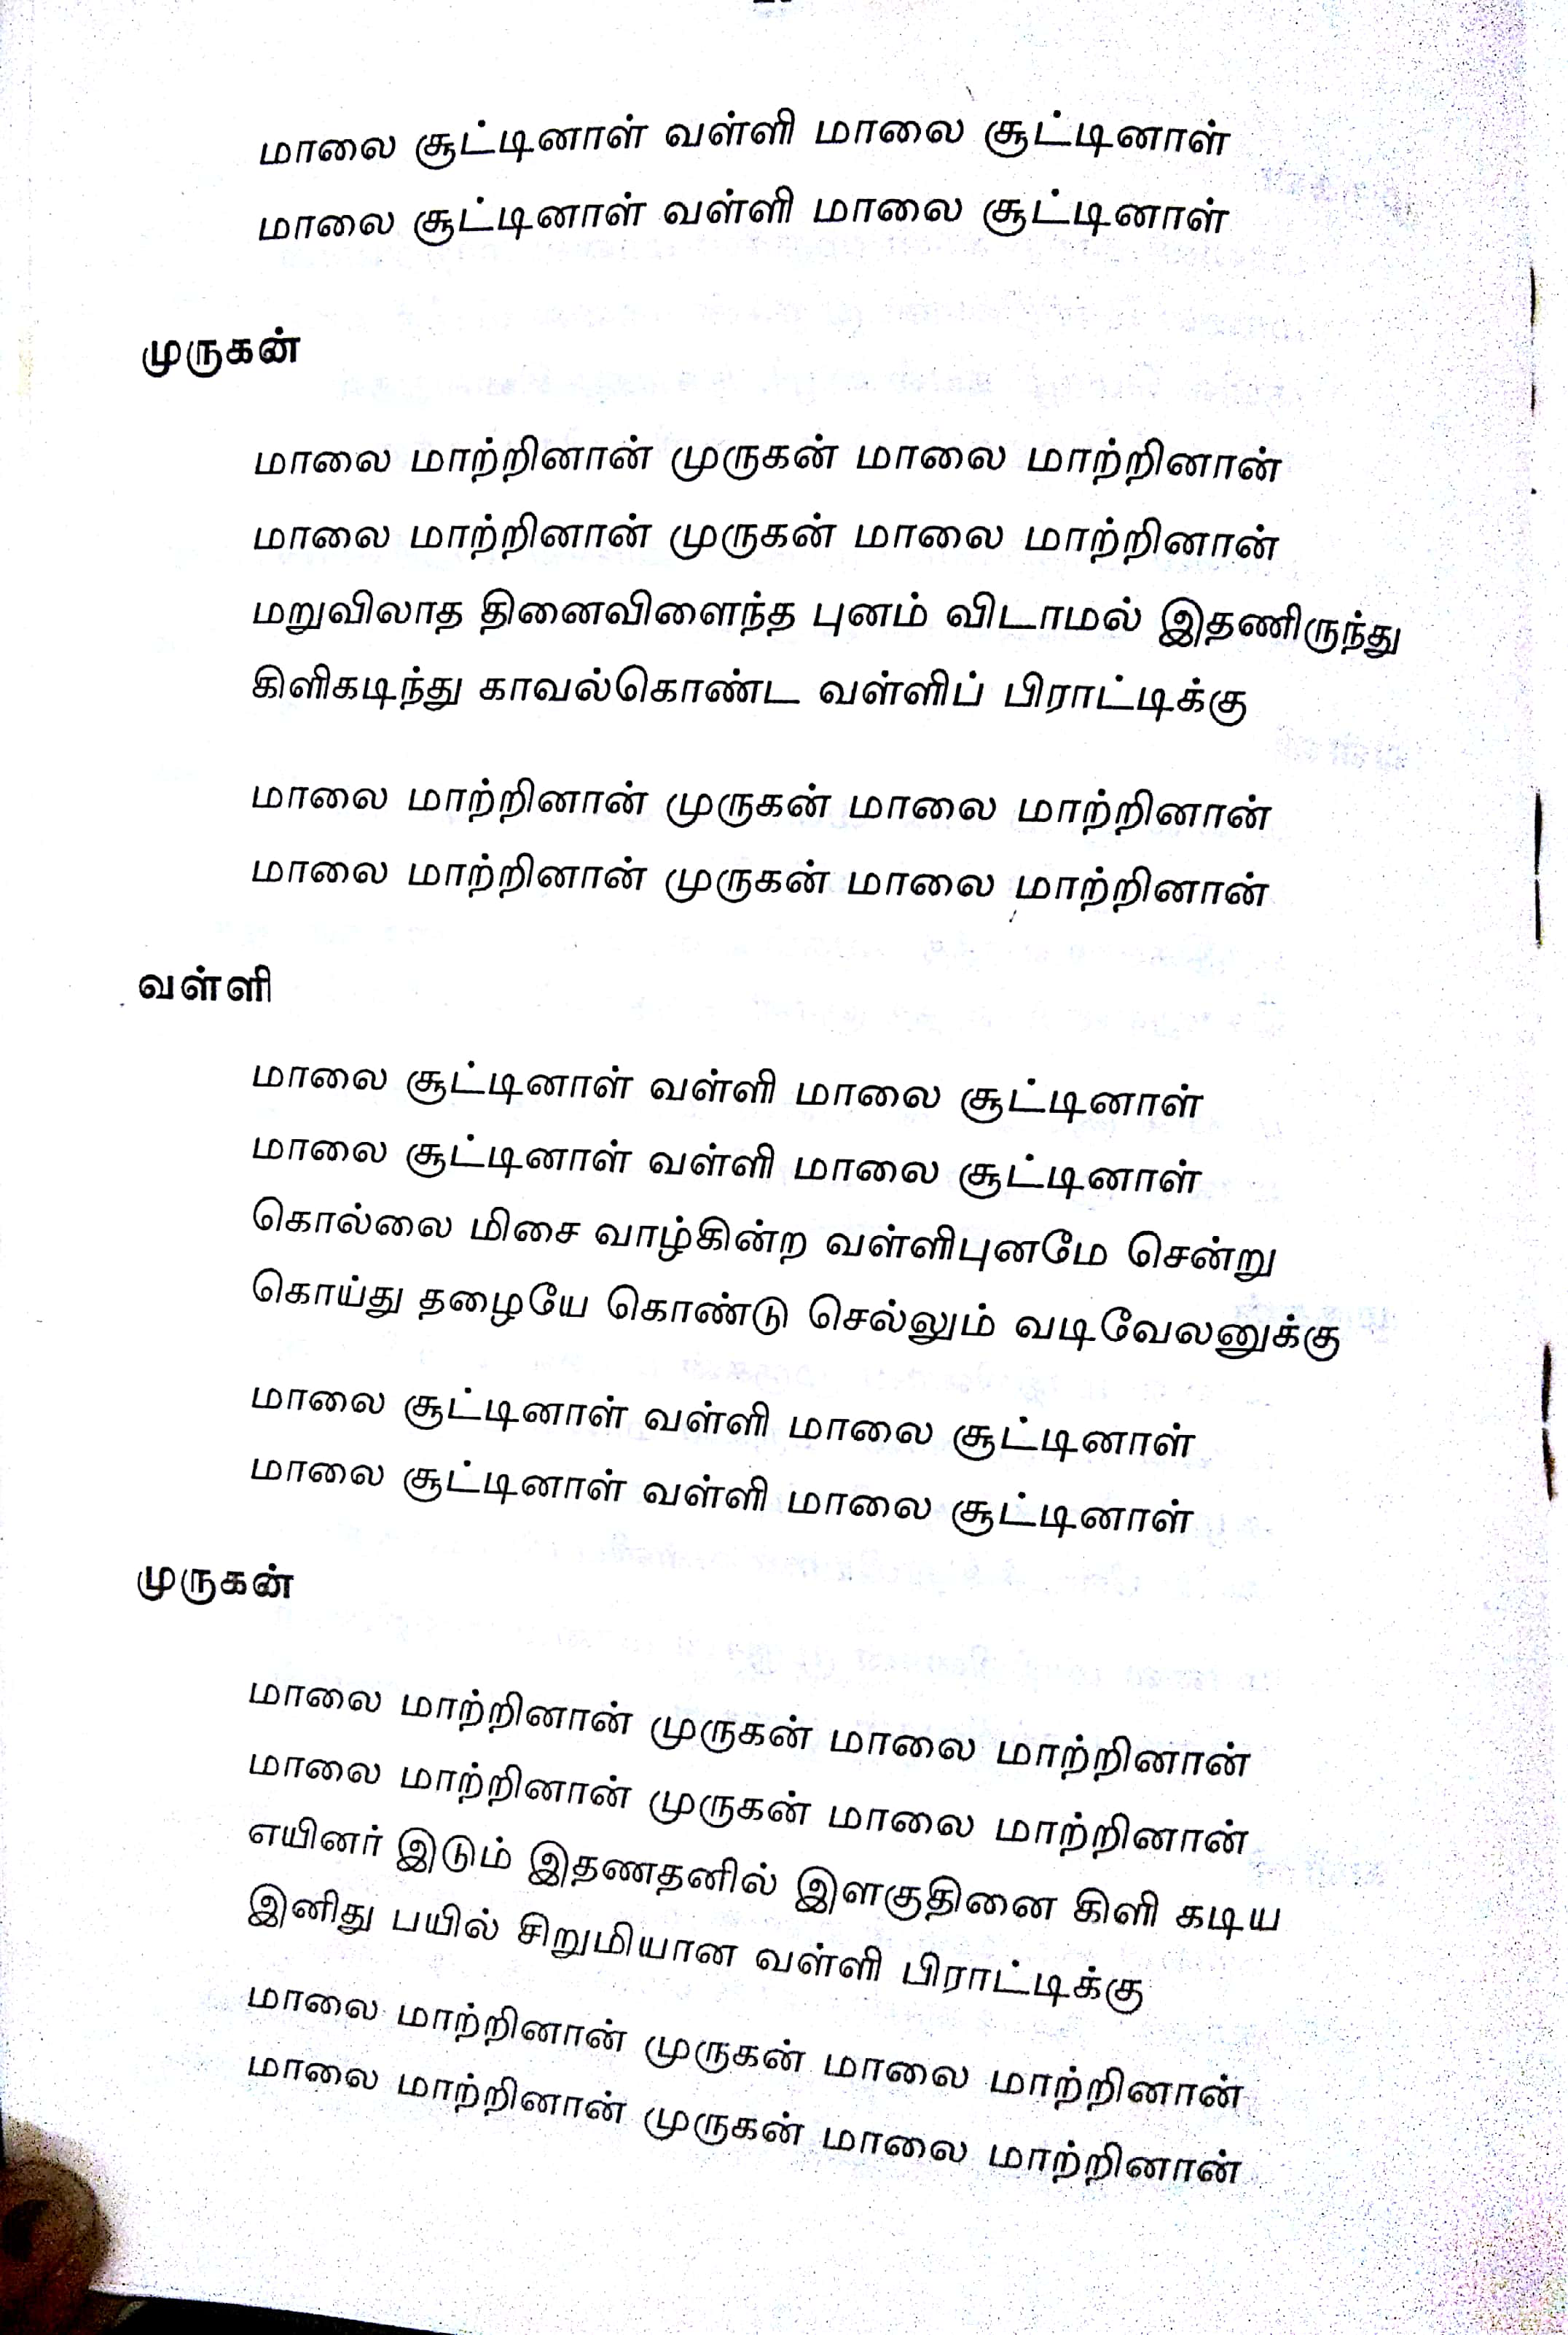 மாலை சூட்டினாள் வள்ளி மாலை சூட்டினாள்
மாலை சூட்டினாள் வள்ளி மாலை சூட்டினாள்
முருகன்
மாலை மாற்றினான் முருகன் மாலை மாற்றினான்
மாலை மாற்றினான் முருகன் மாலை மாற்றினான்
மறுவிலாத தினைவிளைந்த புனம் விடாமல் இதணிருந்து
கிளிகடிந்து காவல்கொண்ட வள்ளிப் பிராட்டிக்கு
மாலை மாற்றினான் முருகன் மாலை மாற்றினான்
மாலை மாற்றினான் முருகன் மாலை மாற்றினான்
வள்ளி
மாலை சூட்டினாள் வள்ளி மாலை சூட்டினாள்
மாலை சூட்டினாள் வள்ளி மாலை சூட்டினாள்
கொல்லை மிசை வாழ்கின்ற வள்ளிபுனமே சென்று
கொய்து தழையே கொண்டு செல்லும் வடிவேலனுக்கு
மாலை சூட்டினாள் வள்ளி மாலை சூட்டினாள்
மாலை சூட்டினாள் வள்ளி மாலை சூட்டினாள்
முருகன்
மாலை மாற்றினான் முருகன் மாலை மாற்றினான்
மாலை மாற்றினான் முருகன் மாலை மாற்றினான்
எயினர் இடும் இதணதனில் இளகுதினை கிளி கடிய
இனிது பயில் சிறுமியான வள்ளி பிராட்டிக்கு
மாலை மாற்றினான் முருகன் மாலை மாற்றினான்
மாலை மாற்றினான் முருகன் மாலை மாற்றினான்